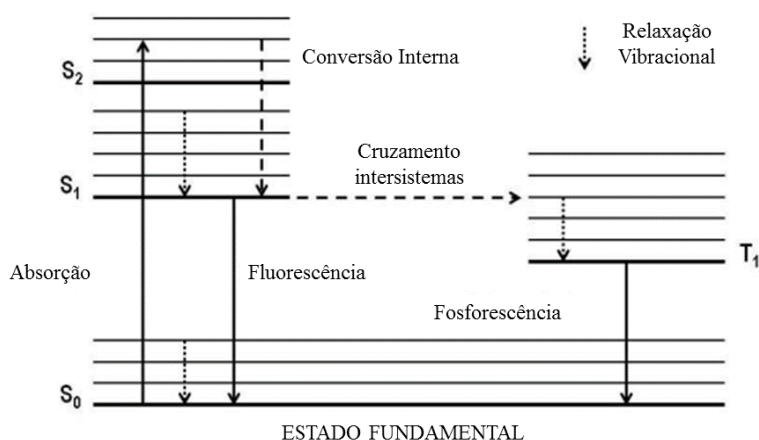 Relaxação
Vibracional
Conversão Interna
S2
Cruzamento
intersistemas
S1
T1
Absorção
Fluorescência
Fosforescência
S0
ESTADO FUNDAMENTAL